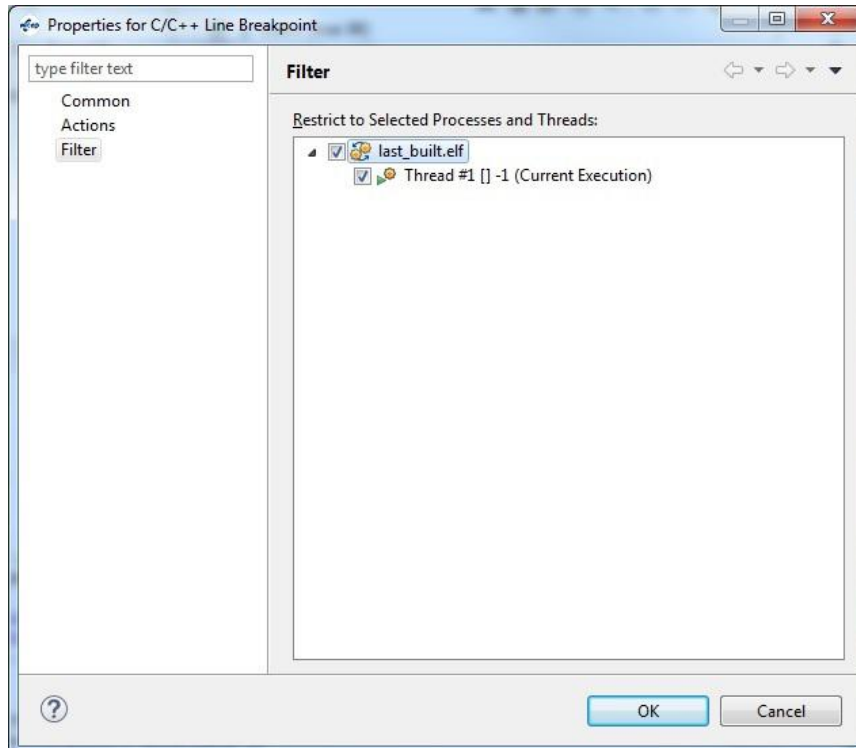 Properties for C/C++ Line Breakpoint
type filter text
Common
Actions
Filter
Filter
Restrict to Selected Processes and Threads:
last_built.elf
Thread #1 [] -1 (Current Execution)
?
OK
Cancel